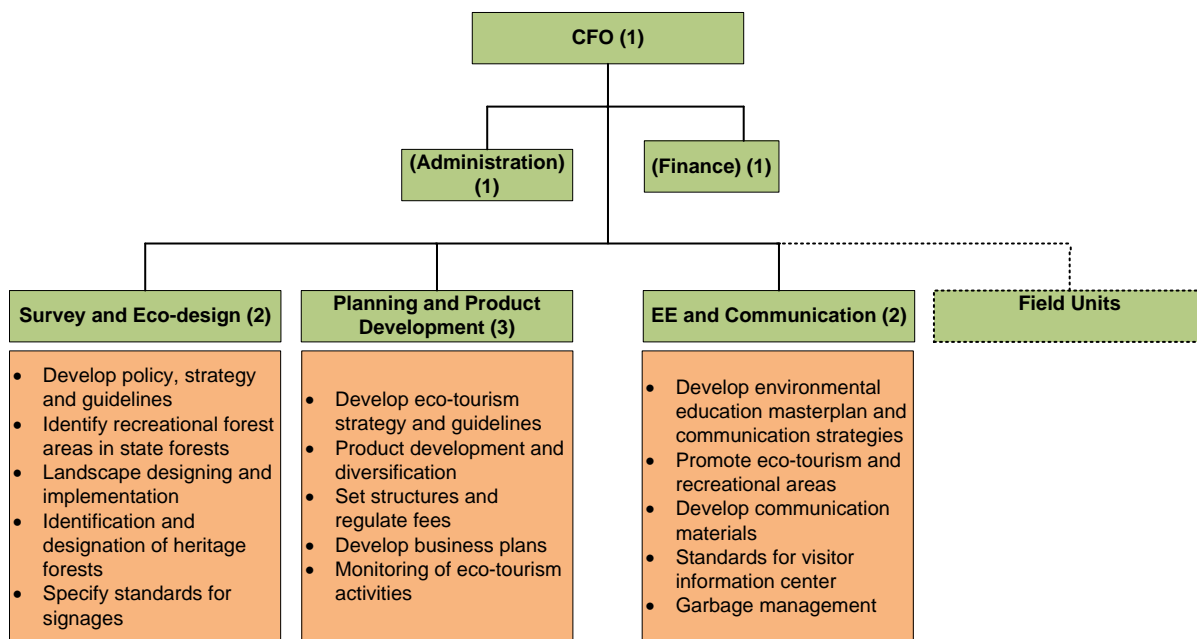 CFO (1)
(Administration)
(1)
(Finance) (1)
Survey and Eco-design (2)
Planning and Product
Development (3)
EE and Communication (2)
Field Units
• Develop policy, strategy
and guidelines
• Identify recreational forest
areas in state forests
• Landscape designing and
implementation
• Identification and
designation of heritage
forests
• Specify standards for
signages
• Develop eco-tourism
strategy and guidelines
• Product development and
diversification
• Set structures and
regulate fees
• Develop business plans
• Monitoring of eco-tourism
activities
• Develop environmental
education masterplan and
communication strategies
• Promote eco-tourism and
recreational areas
• Develop communication
materials
• Standards for visitor
information center
• Garbage management